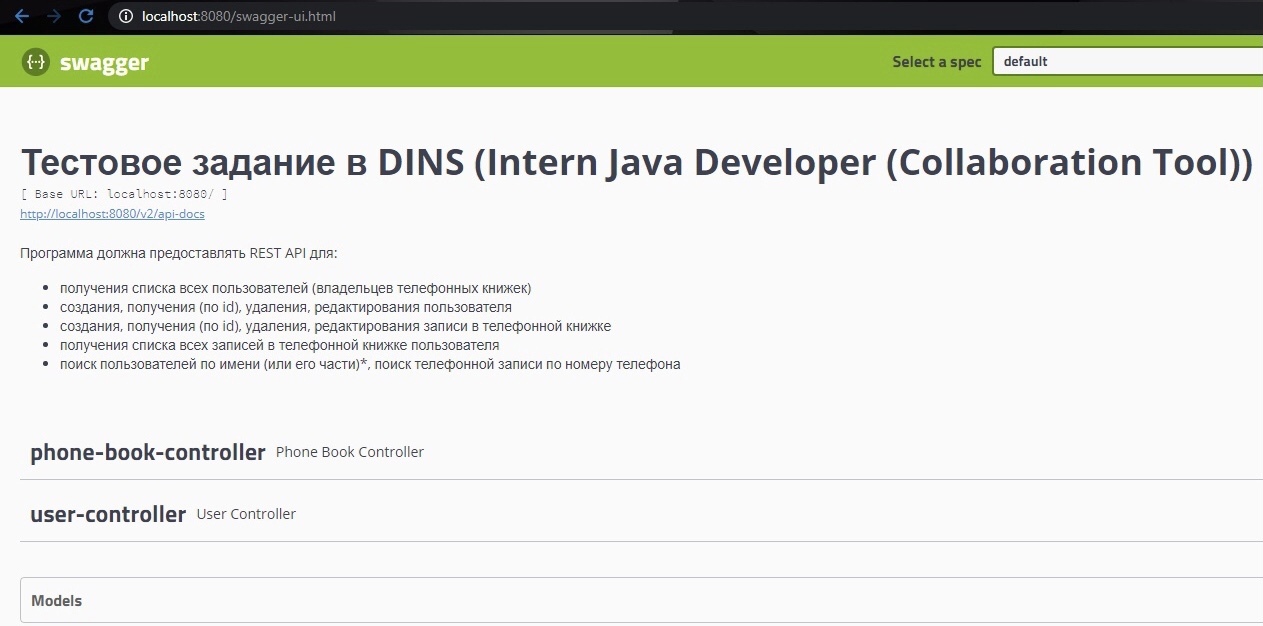 localhost:8080/swagger-ui.html
{··} swagger
Select a spec
default
Тестовое задание в DINS (Intern Java Developer (Collaboration Tool))
[ Base URL: localhost:8080/ ]
http://localhost:8080/v2/api-docs
Программа должна предоставлять REST API для:
• получения списка всех пользователей (владельцев телефонных книжек)
• создания, получения (по id), удаления, редактирования пользователя
• создания, получения (по id), удаления, редактирования записи в телефонной книжке
• получения списка всех записей в телефонной книжке пользователя
• поиск пользователей по имени (или его части)*, поиск телефонной записи по номеру телефона
phone-book-controller Phone Book Controller
user-controller User Controller
Models